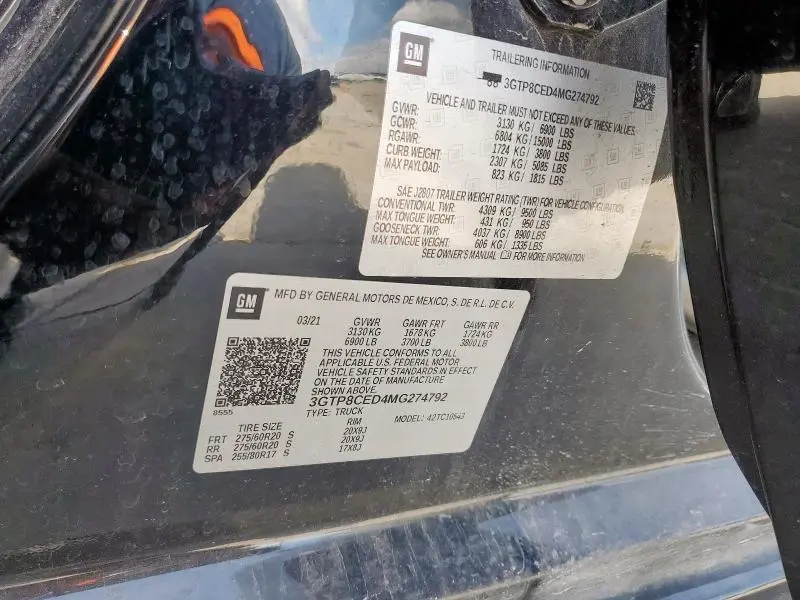 GM
TRAILERING INFORMATION
88 3GTP8CED4MG274792
VEHICLE AND TRAILER MUST NOT EXCEED ANY OF THESE VALUES
GVWR: 3130 KG/ 6900 LBS
GCWR: 6804 KG/ 15000 LBS
RGAWR: 1724 KG/ 3800 LBS
CURB WEIGHT: 2307 KG/ 5085 LBS
MAX PAYLOAD: 823 KG/ 1815 LBS
SAE J2807 TRAILER WEIGHT RATING (TWR) FOR VEHICLE CONFIGURATION
CONVENTIONAL TWR: 4309 KG/ 9500 LBS
MAX TONGUE WEIGHT: 431 KG/ 950 LBS
GOOSENECK TWR: 4037 KG/ 8900 LBS
MAX TONGUE WEIGHT: 606 KG/ 1335 LBS
SEE OWNER'S MANUAL FOR MORE INFORMATION
GM MFD BY GENERAL MOTORS DE MEXICO, S. DE R.L. DE C.V.
03/21 GVWR GAWR FRT GAWR RR
3130 KG 1678 KG 1724 KG
6900 LB 3700 LB 3800 LB
THIS VEHICLE CONFORMS TO ALL
APPLICABLE U.S. FEDERAL MOTOR
VEHICLE SAFETY STANDARDS IN EFFECT
ON THE DATE OF MANUFACTURE
SHOWN ABOVE.
3GTP8CED4MG274792
8555 TYPE: TRUCK MODEL: 42TC10543
TIRE SIZE RIM
FRT 275/60R20 S 20X9J
RR 275/60R20 S 20X9J
SPA 255/80R17 S 17X8J